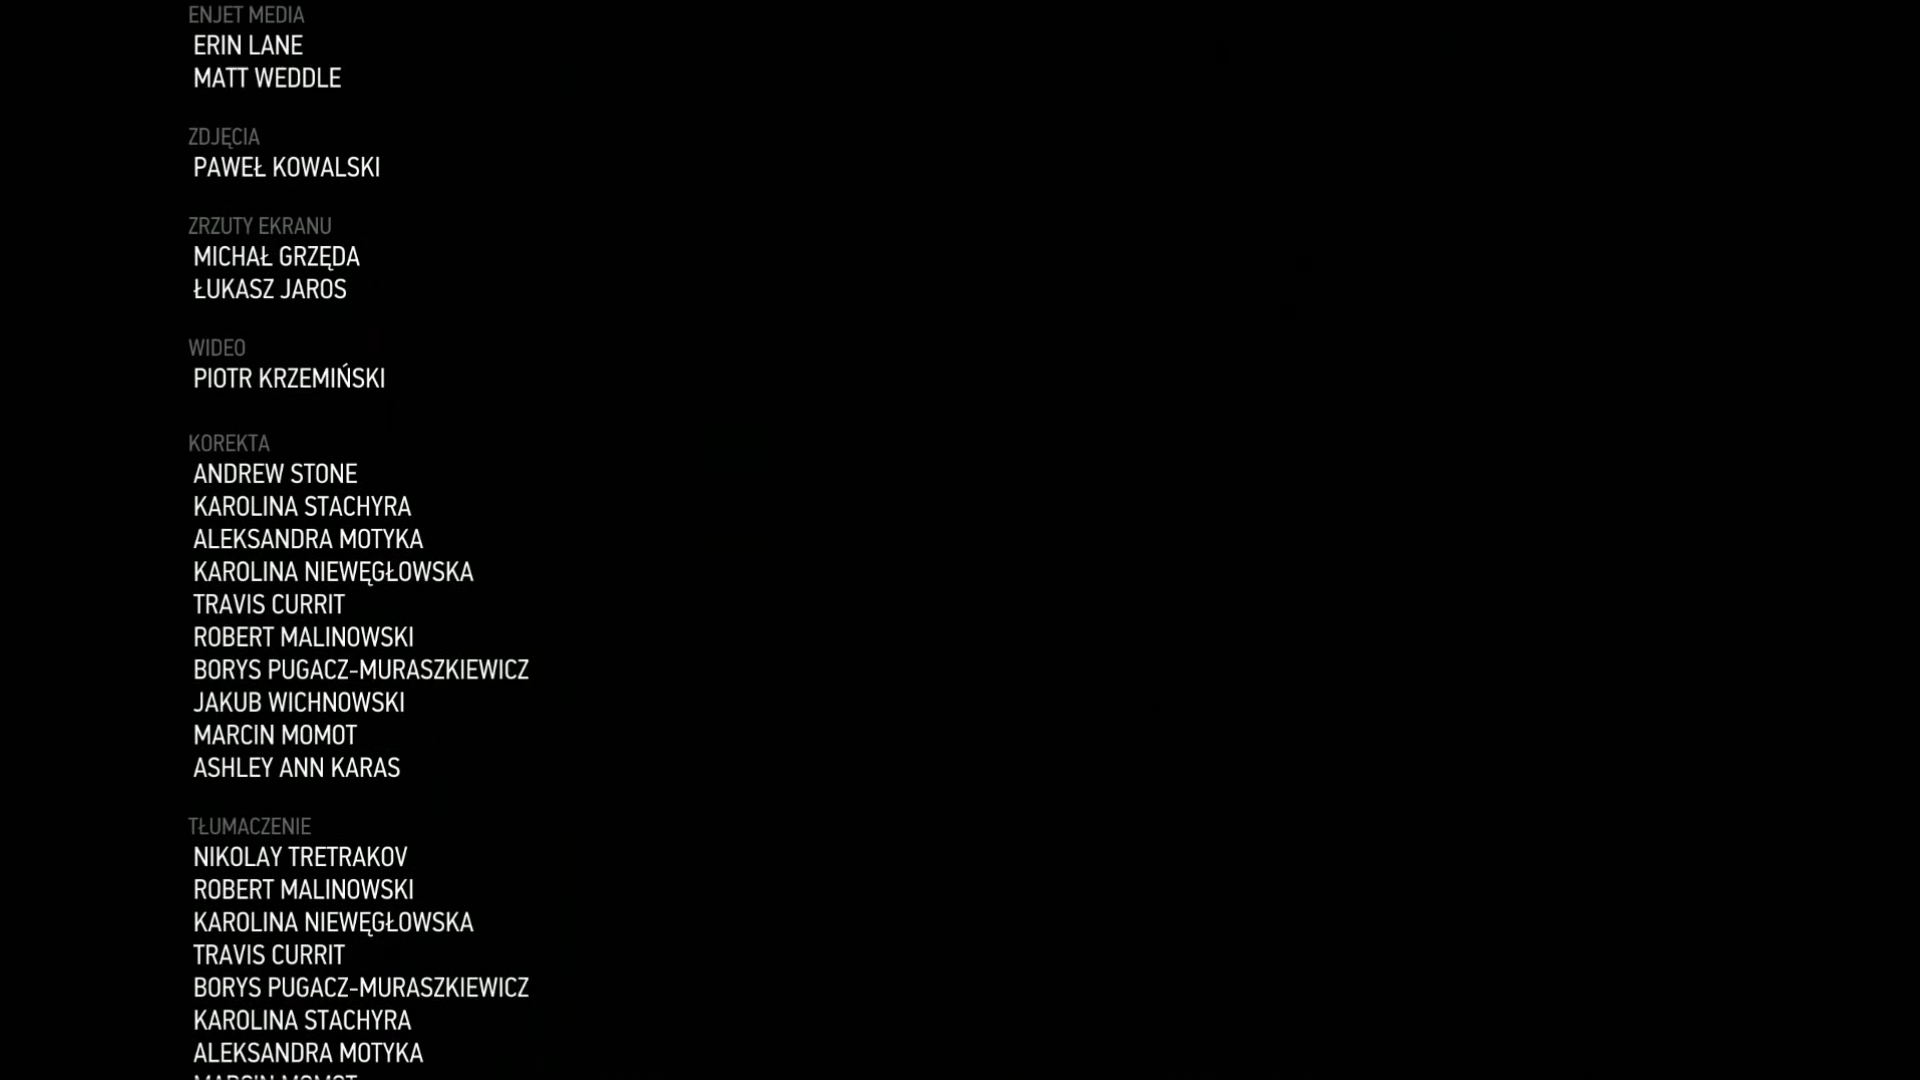 ENJET MEDIA
ERIN LANE
MATT WEDDLE
ZDJĘCIA
PAWEŁ KOWALSKI
ZRZUTY EKRANU
MICHAŁ GRZĘDA
ŁUKASZ JAROS
WIDEO
PIOTR KRZEMIŃSKI
KOREKTA
ANDREW STONE
KAROLINA STACHYRA
ALEKSANDRA MOTYKA
KAROLINA NIEWĘGŁOWSKA
TRAVIS CURRIT
ROBERT MALINOWSKI
BORYS PUGACZ-MURASZKIEWICZ
JAKUB WICHNOWSKI
MARCIN MOMOT
ASHLEY ANN KARAS
TŁUMACZENIE
NIKOLAY TRETRAKOV
ROBERT MALINOWSKI
KAROLINA NIEWĘGŁOWSKA
TRAVIS CURRIT
BORYS PUGACZ-MURASZKIEWICZ
KAROLINA STACHYRA
ALEKSANDRA MOTYKA
MARCIN MOMOT